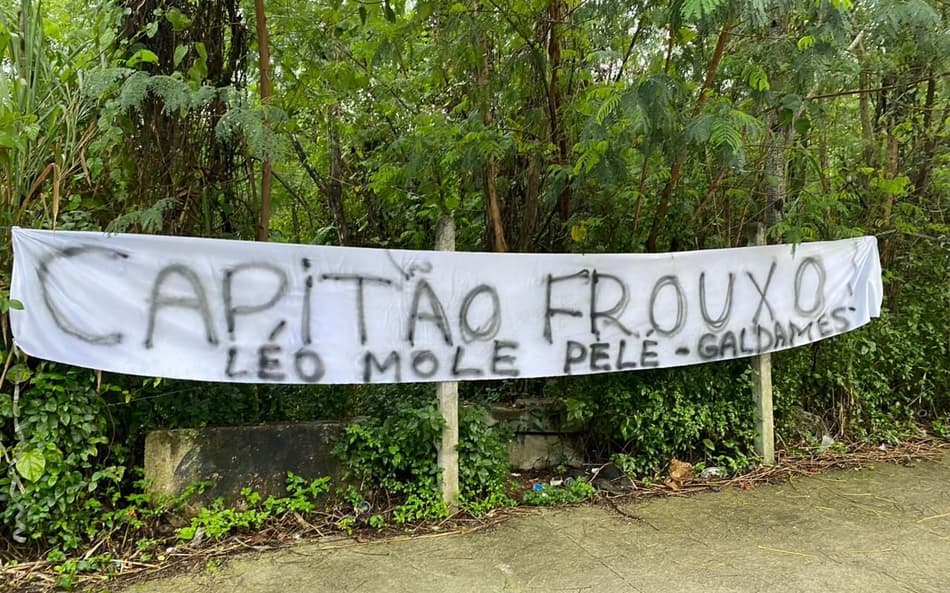 CAPiTÃO FROUXO!
LÉO MOLE PELÉ - GALDAMES